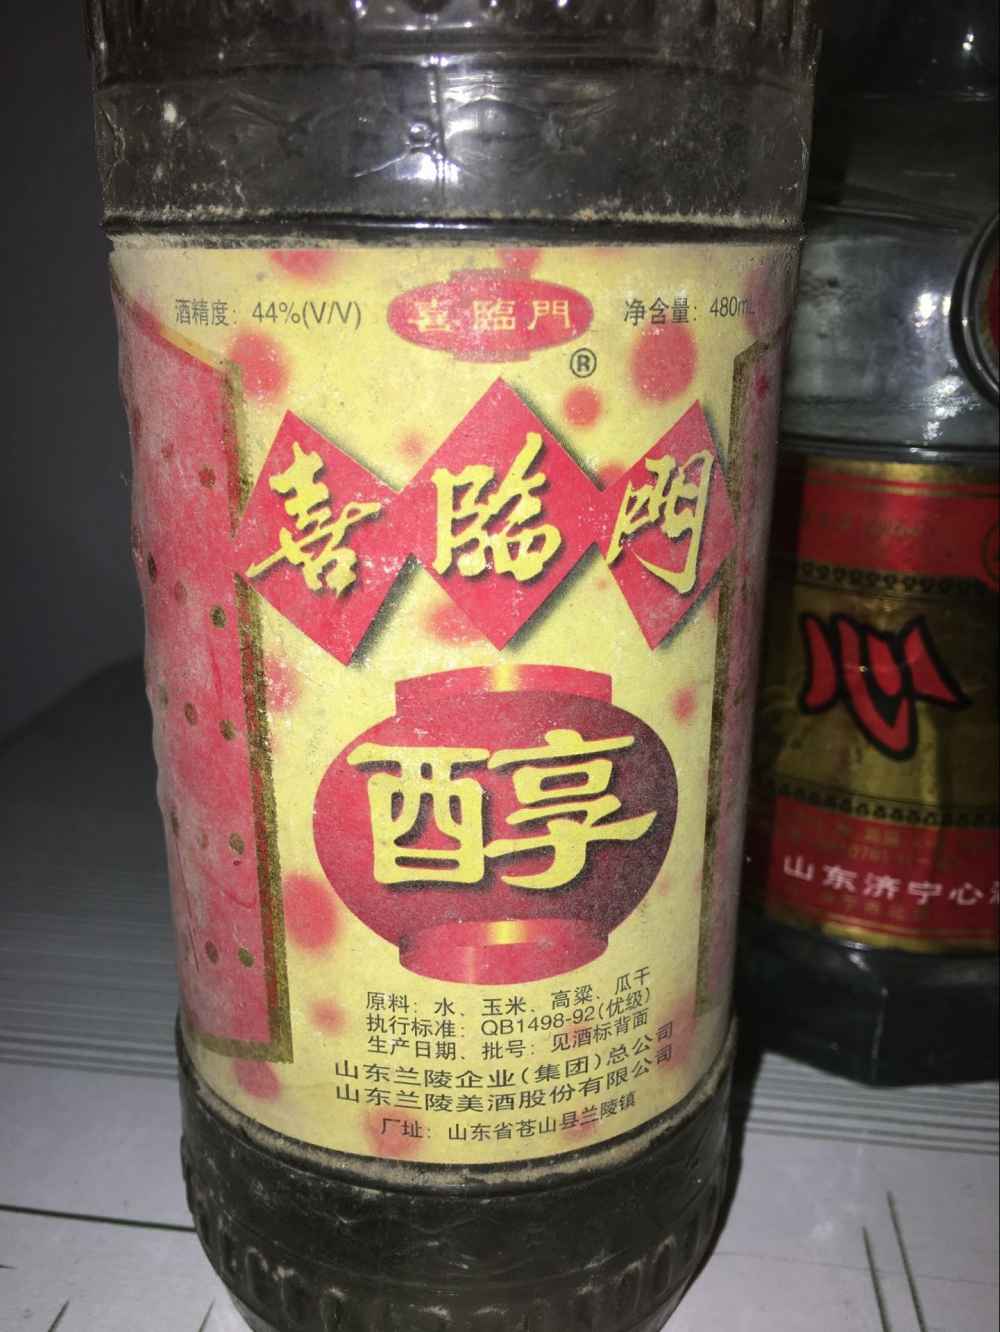 酒精度：44%(V/V)
喜臨門
®
净含量：480mL
喜臨門
醇
原料：水、玉米、高粱、瓜干
执行标准：QB1498-92(优级)
生产日期、批号：见酒标背面
山东兰陵企业(集团)总公司
山东兰陵美酒股份有限公司
厂址：山东省苍山县兰陵镇
心
山东济宁心